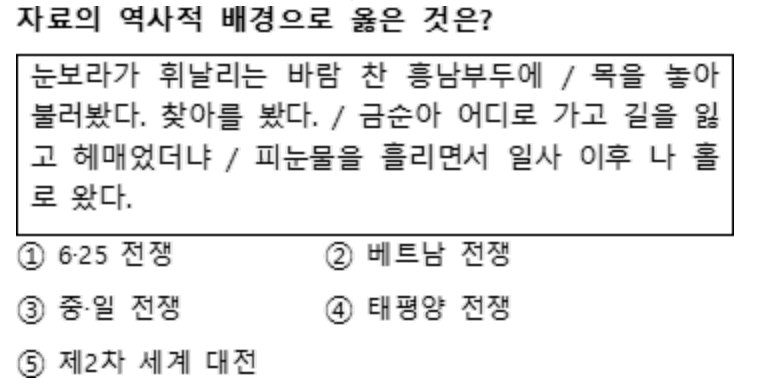 자료의 역사적 배경으로 옳은 것은?
눈보라가 휘날리는 바람 찬 흥남부두에 / 목을 놓아
불러봤다. 찾아를 봤다. / 금순아 어디로 가고 길을 잃
고 헤매었더냐 / 피눈물을 흘리면서 일사 이후 나 홀
로 왔다.
① 6·25 전쟁 ② 베트남 전쟁
③ 중·일 전쟁 ④ 태평양 전쟁
⑤ 제2차 세계 대전